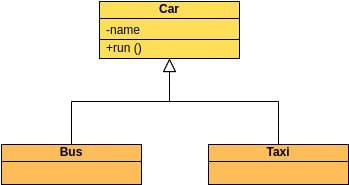 Car
-name
+run ()
Bus
Taxi